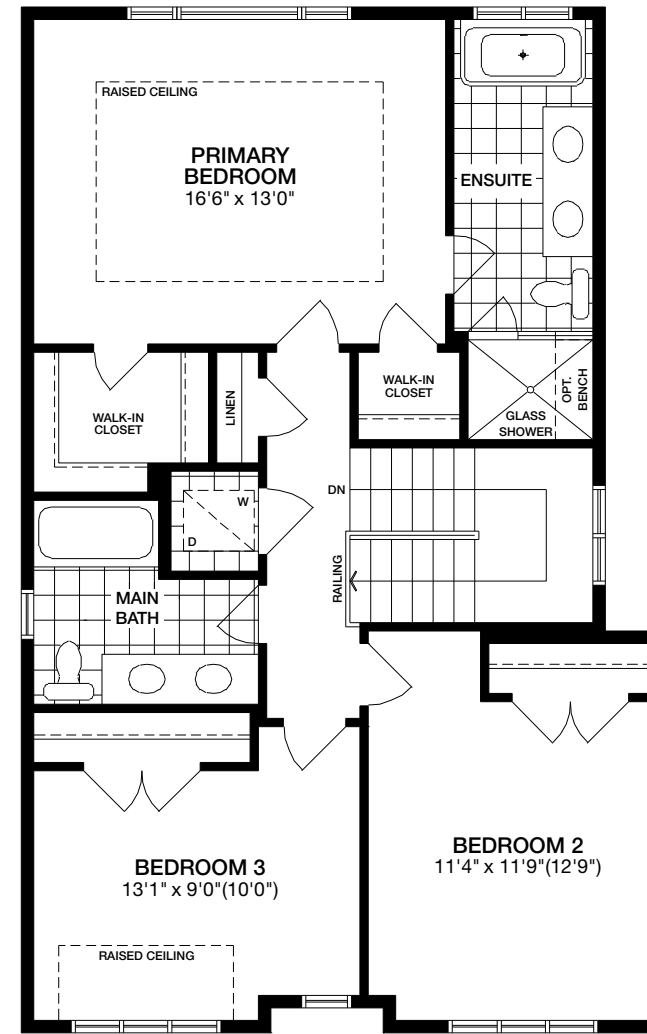 RAISED CEILING
PRIMARY
BEDROOM
16'6" x 13'0"
ENSUITE
WALK-IN
CLOSET
LINEN
WALK-IN
CLOSET
GLASS
SHOWER
OPT.
BENCH
W
D
DN
RAILING
MAIN
BATH
BEDROOM 3
13'1" x 9'0"(10'0")
RAISED CEILING
BEDROOM 2
11'4" x 11'9"(12'9")